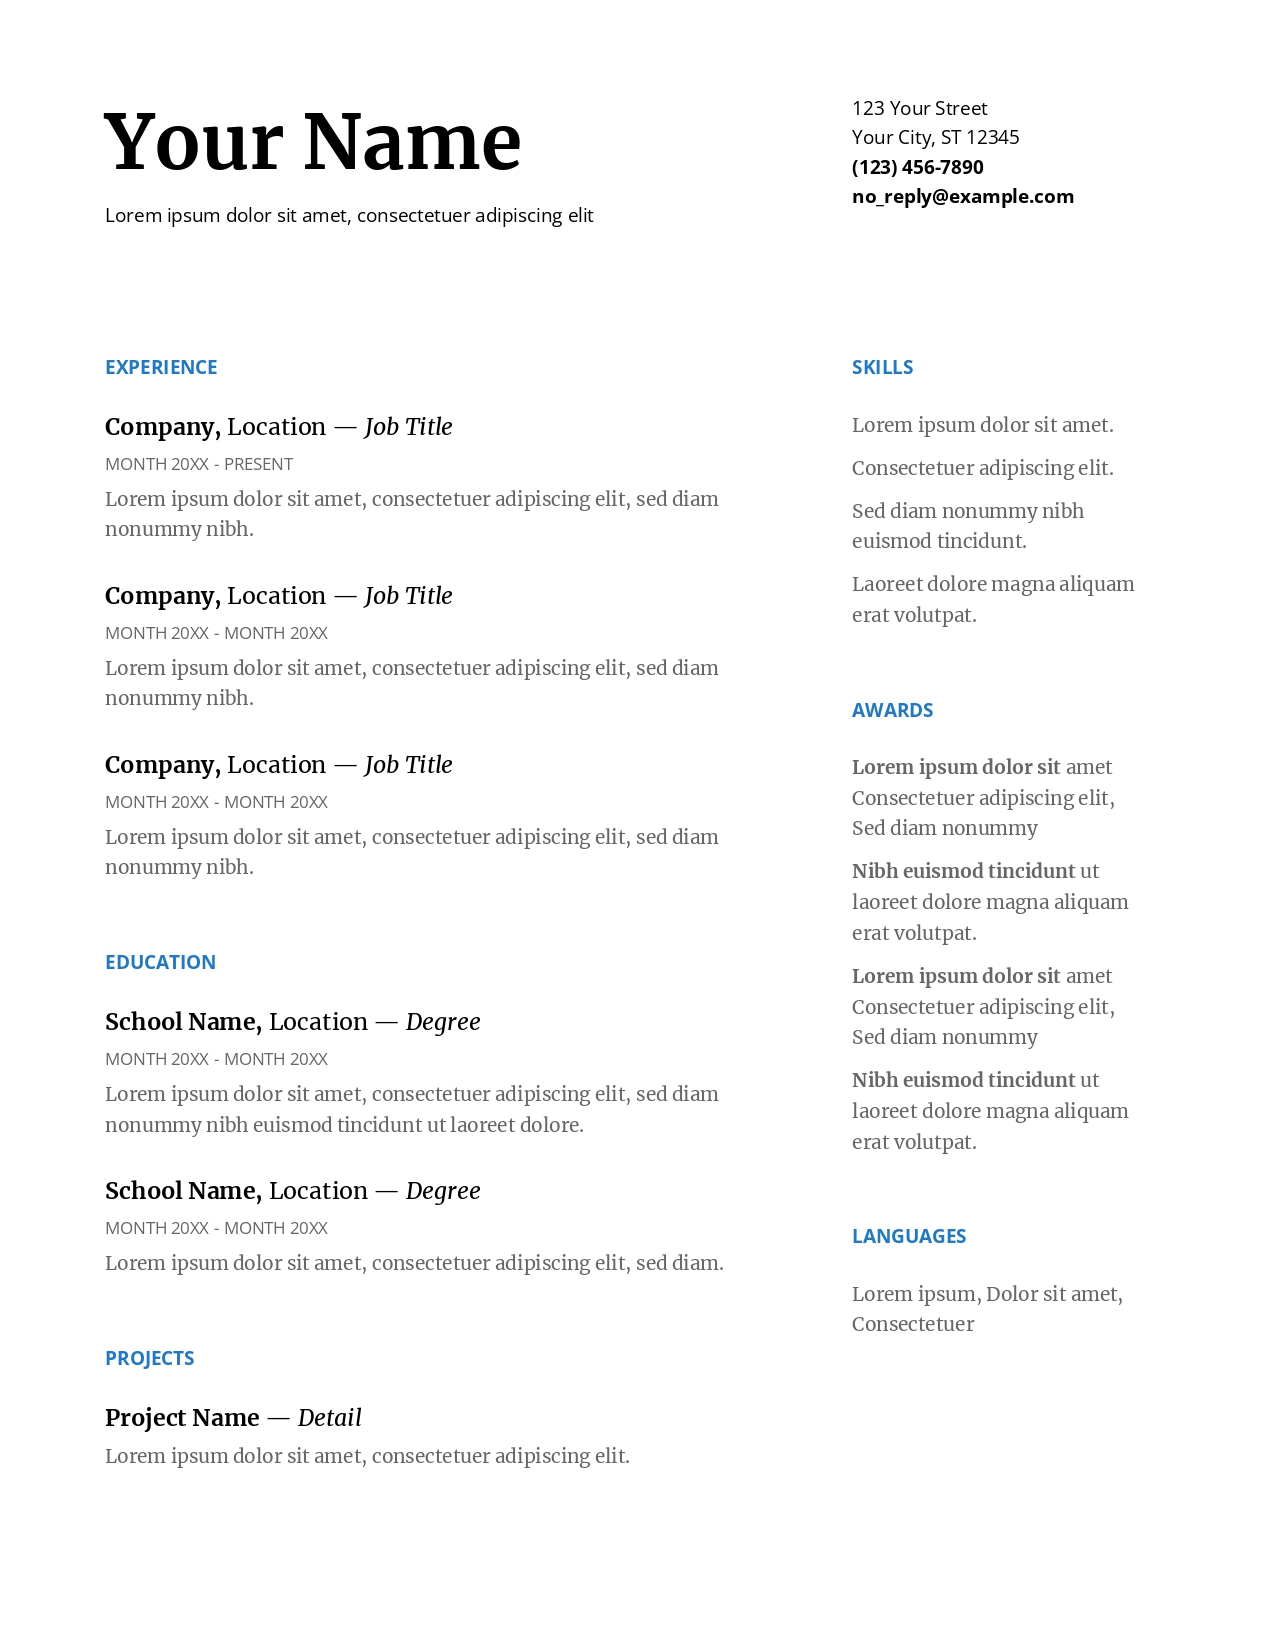 Your Name
Lorem ipsum dolor sit amet, consectetuer adipiscing elit
123 Your Street
Your City, ST 12345
(123) 456-7890
no_reply@example.com
EXPERIENCE
Company, Location — Job Title
MONTH 20XX - PRESENT
Lorem ipsum dolor sit amet, consectetuer adipiscing elit, sed diam
nonummy nibh.
Company, Location — Job Title
MONTH 20XX - MONTH 20XX
Lorem ipsum dolor sit amet, consectetuer adipiscing elit, sed diam
nonummy nibh.
Company, Location — Job Title
MONTH 20XX - MONTH 20XX
Lorem ipsum dolor sit amet, consectetuer adipiscing elit, sed diam
nonummy nibh.
EDUCATION
School Name, Location — Degree
MONTH 20XX - MONTH 20XX
Lorem ipsum dolor sit amet, consectetuer adipiscing elit, sed diam
nonummy nibh euismod tincidunt ut laoreet dolore.
School Name, Location — Degree
MONTH 20XX - MONTH 20XX
Lorem ipsum dolor sit amet, consectetuer adipiscing elit, sed diam.
PROJECTS
Project Name — Detail
Lorem ipsum dolor sit amet, consectetuer adipiscing elit.
SKILLS
Lorem ipsum dolor sit amet.
Consectetuer adipiscing elit.
Sed diam nonummy nibh
euismod tincidunt.
Laoreet dolore magna aliquam
erat volutpat.
AWARDS
Lorem ipsum dolor sit amet
Consectetuer adipiscing elit,
Sed diam nonummy
Nibh euismod tincidunt ut
laoreet dolore magna aliquam
erat volutpat.
Lorem ipsum dolor sit amet
Consectetuer adipiscing elit,
Sed diam nonummy
Nibh euismod tincidunt ut
laoreet dolore magna aliquam
erat volutpat.
LANGUAGES
Lorem ipsum, Dolor sit amet,
Consectetuer